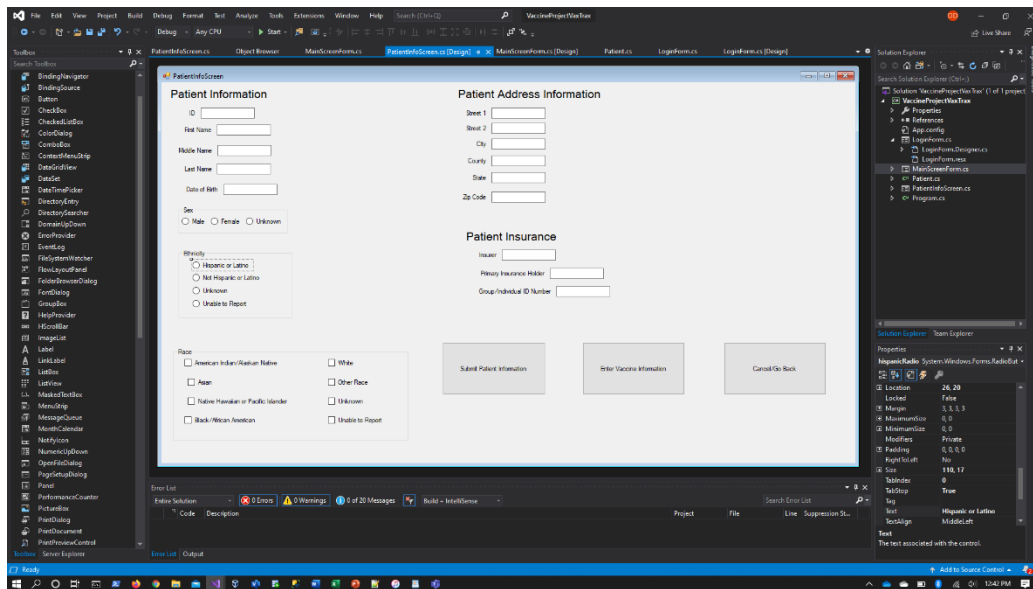 File Edit View Project Build Debug Format Test Analyze Tools Extensions Window Help Search (Ctrl+Q) VaccineProjectVaxTrax
Debug Any CPU Start Live Share
Toolbox
Search Toolbox
BindingNavigator
BindingSource
Button
CheckBox
CheckedListBox
ColorDialog
ComboBox
ContextMenuStrip
DataGridView
DataSet
DateTimePicker
DirectoryEntry
DirectorySearcher
DomainUpDown
ErrorProvider
EventLog
FileSystemWatcher
FlowLayoutPanel
FolderBrowserDialog
FontDialog
GroupBox
HelpProvider
HScrollBar
ImageList
Label
LinkLabel
ListBox
ListView
MaskedTextBox
MenuStrip
MessageQueue
MonthCalendar
NotifyIcon
NumericUpDown
OpenFileDialog
PageSetupDialog
Panel
PerformanceCounter
PictureBox
PrintDialog
PrintDocument
PrintPreviewControl
Toolbox Server Explorer
PatientInfoScreen.cs Object Browser MainScreenForm.cs PatientInfoScreen.cs [Design] MainScreenForm.cs [Design] Patient.cs LoginForm.cs LoginForm.cs [Design]
PatientInfoScreen
Patient Information
ID
First Name
Middle Name
Last Name
Date of Birth
Sex
Male Female Unknown
Ethnicity
Hispanic or Latino
Not Hispanic or Latino
Unknown
Unable to Report
Race
American Indian/Alaskan Native White
Asian Other Race
Native Hawaiian or Pacific Islander Unknown
Black/African American Unable to Report
Patient Address Information
Street 1
Street 2
City
County
State
Zip Code
Patient Insurance
Insurer
Primary Insurance Holder
Group/Individual ID Number
Submit Patient Information Enter Vaccine Information Cancel/Go Back
Error List
Entire Solution 0 Errors 0 Warnings 0 of 20 Messages Build + IntelliSense Search Error List
Code Description Project File Line Suppression St...
Error List Output
Solution Explorer
Search Solution Explorer (Ctrl+;)
Solution 'VaccineProjectVaxTrax' (1 of 1 project)
VaccineProjectVaxTrax
Properties
References
App.config
LoginForm.cs
LoginForm.Designer.cs
LoginForm.resx
MainScreenForm.cs
Patient.cs
PatientInfoScreen.cs
Program.cs
Solution Explorer Team Explorer
Properties
hispanicRadio System.Windows.Forms.RadioBut
Location 26, 20
Locked False
Margin 3, 3, 3, 3
MaximumSize 0, 0
MinimumSize 0, 0
Modifiers Private
Padding 0, 0, 0, 0
RightToLeft No
Size 110, 17
TabIndex 0
TabStop True
Tag
Text Hispanic or Latino
TextAlign MiddleLeft
Text
The text associated with the control.
Ready Add to Source Control
12:42 PM